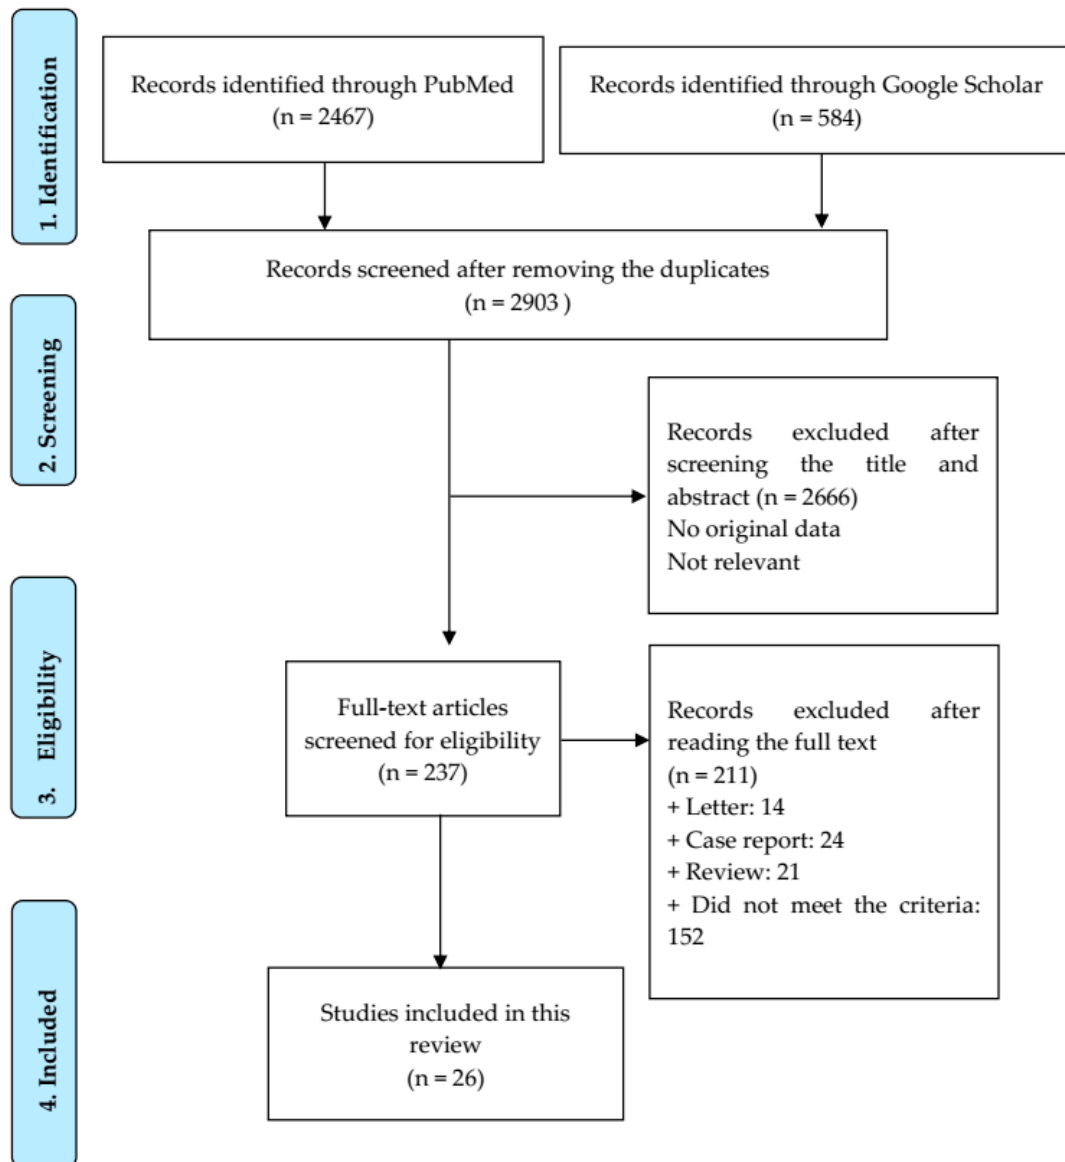 1. Identification
Records identified through PubMed
(n = 2467)
Records identified through Google Scholar
(n = 584)
Records screened after removing the duplicates
(n = 2903 )
2. Screening
Records excluded after
screening the title and
abstract (n = 2666)
No original data
Not relevant
3. Eligibility
Full-text articles
screened for eligibility
(n = 237)
Records excluded after
reading the full text
(n = 211)
+ Letter: 14
+ Case report: 24
+ Review: 21
+ Did not meet the criteria:
152
4. Included
Studies included in this
review
(n = 26)